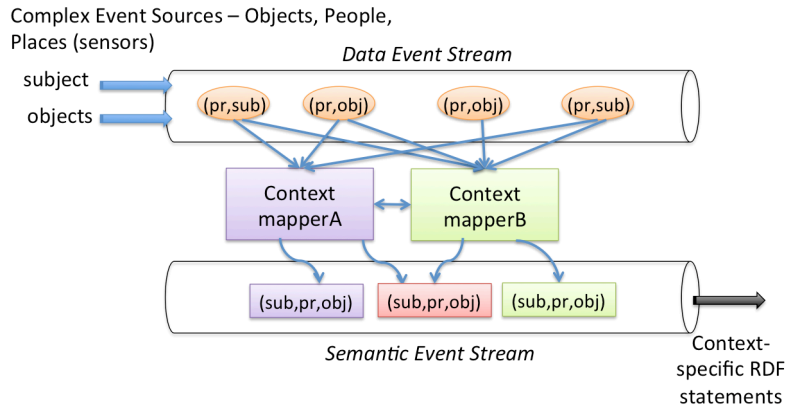 Complex Event Sources – Objects, People,
Places (sensors)
Data Event Stream
subject
objects
(pr,sub)
(pr,obj)
(pr,obj)
(pr,sub)
Context
mapperA
Context
mapperB
(sub,pr,obj)
(sub,pr,obj)
(sub,pr,obj)
Semantic Event Stream
Context-
specific RDF
statements